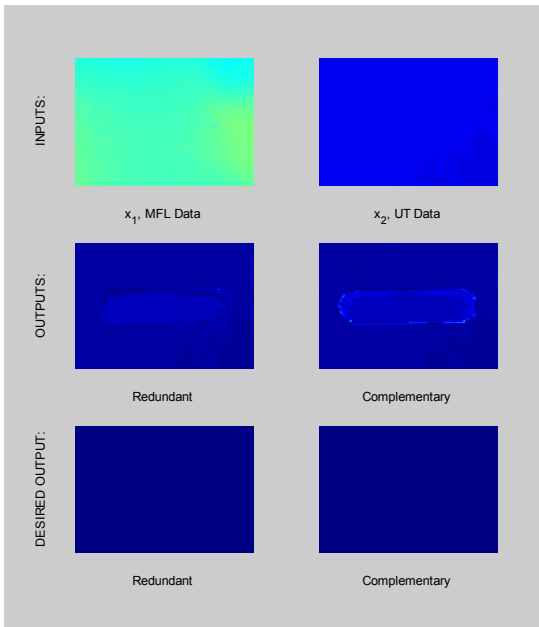 INPUTS:
x1, MFL Data
x2, UT Data
OUTPUTS:
Redundant
Complementary
DESIRED OUTPUT:
Redundant
Complementary